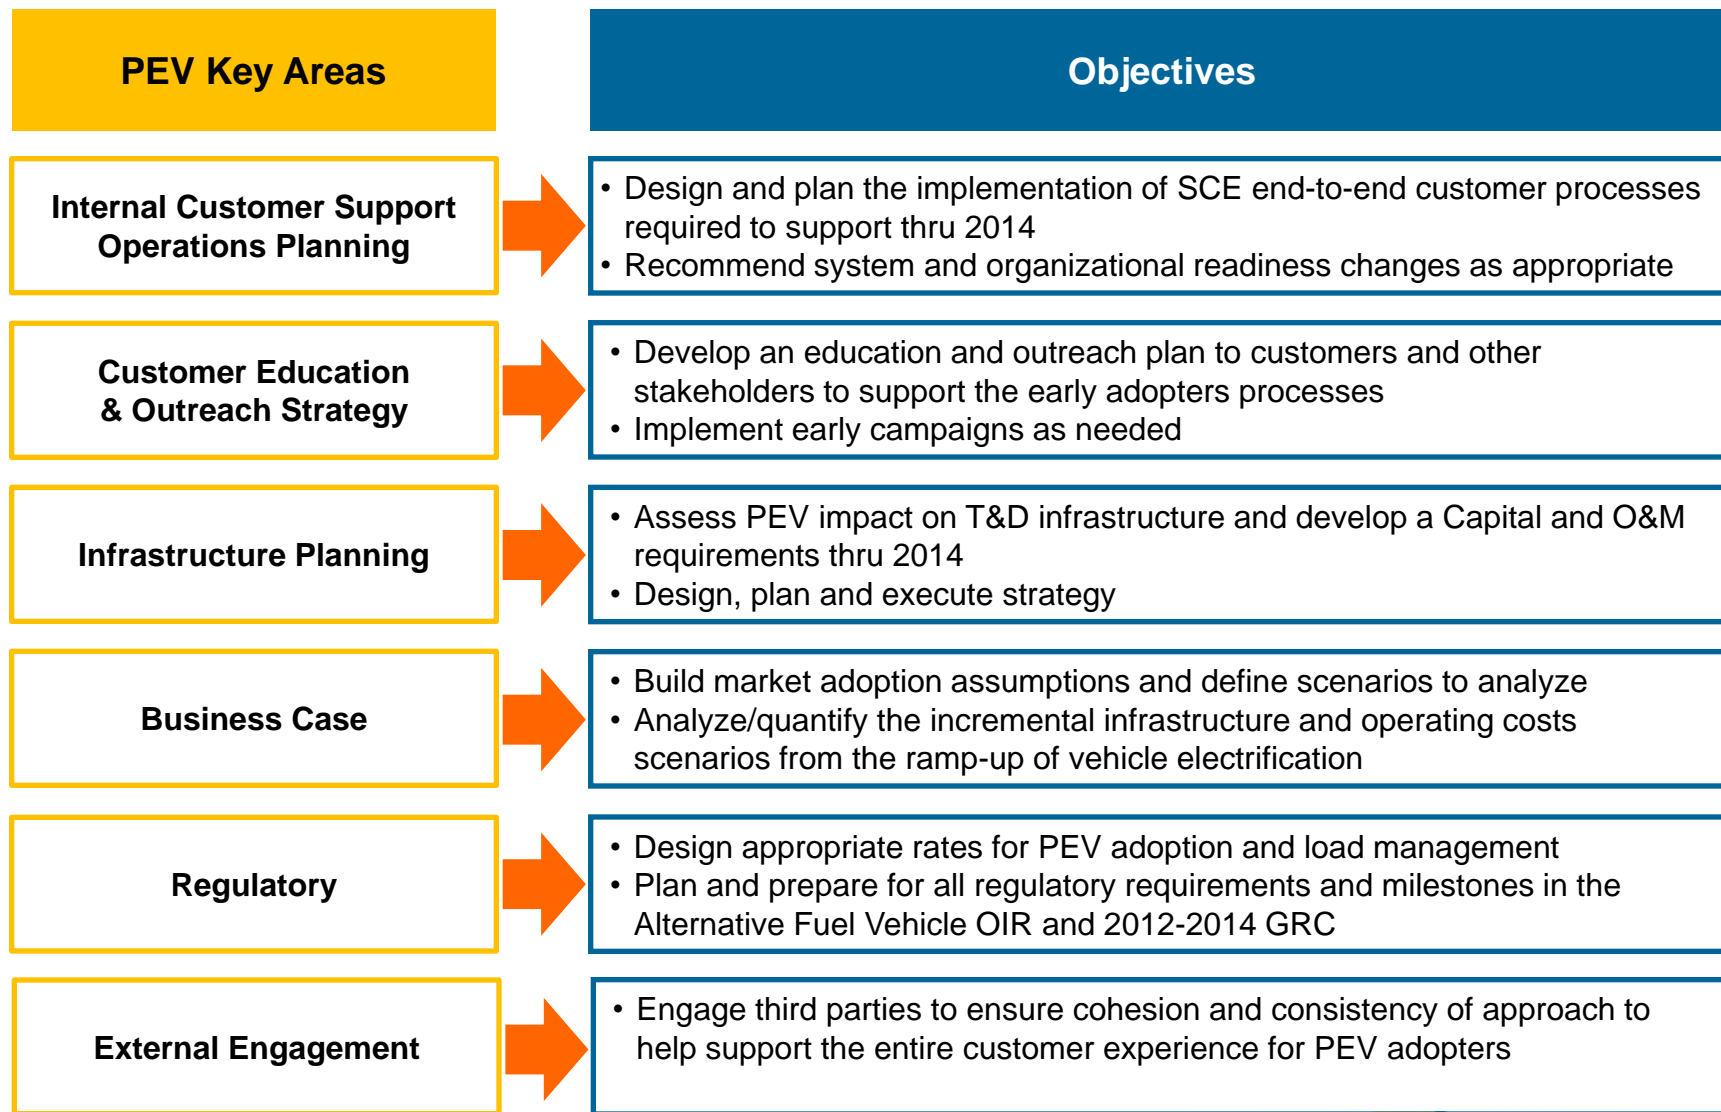 PEV Key Areas
Objectives
Internal Customer Support
Operations Planning
• Design and plan the implementation of SCE end-to-end customer processes
required to support thru 2014
• Recommend system and organizational readiness changes as appropriate
Customer Education
& Outreach Strategy
• Develop an education and outreach plan to customers and other
stakeholders to support the early adopters processes
• Implement early campaigns as needed
Infrastructure Planning
• Assess PEV impact on T&D infrastructure and develop a Capital and O&M
requirements thru 2014
• Design, plan and execute strategy
Business Case
• Build market adoption assumptions and define scenarios to analyze
• Analyze/quantify the incremental infrastructure and operating costs
scenarios from the ramp-up of vehicle electrification
Regulatory
• Design appropriate rates for PEV adoption and load management
• Plan and prepare for all regulatory requirements and milestones in the
Alternative Fuel Vehicle OIR and 2012-2014 GRC
External Engagement
• Engage third parties to ensure cohesion and consistency of approach to
help support the entire customer experience for PEV adopters